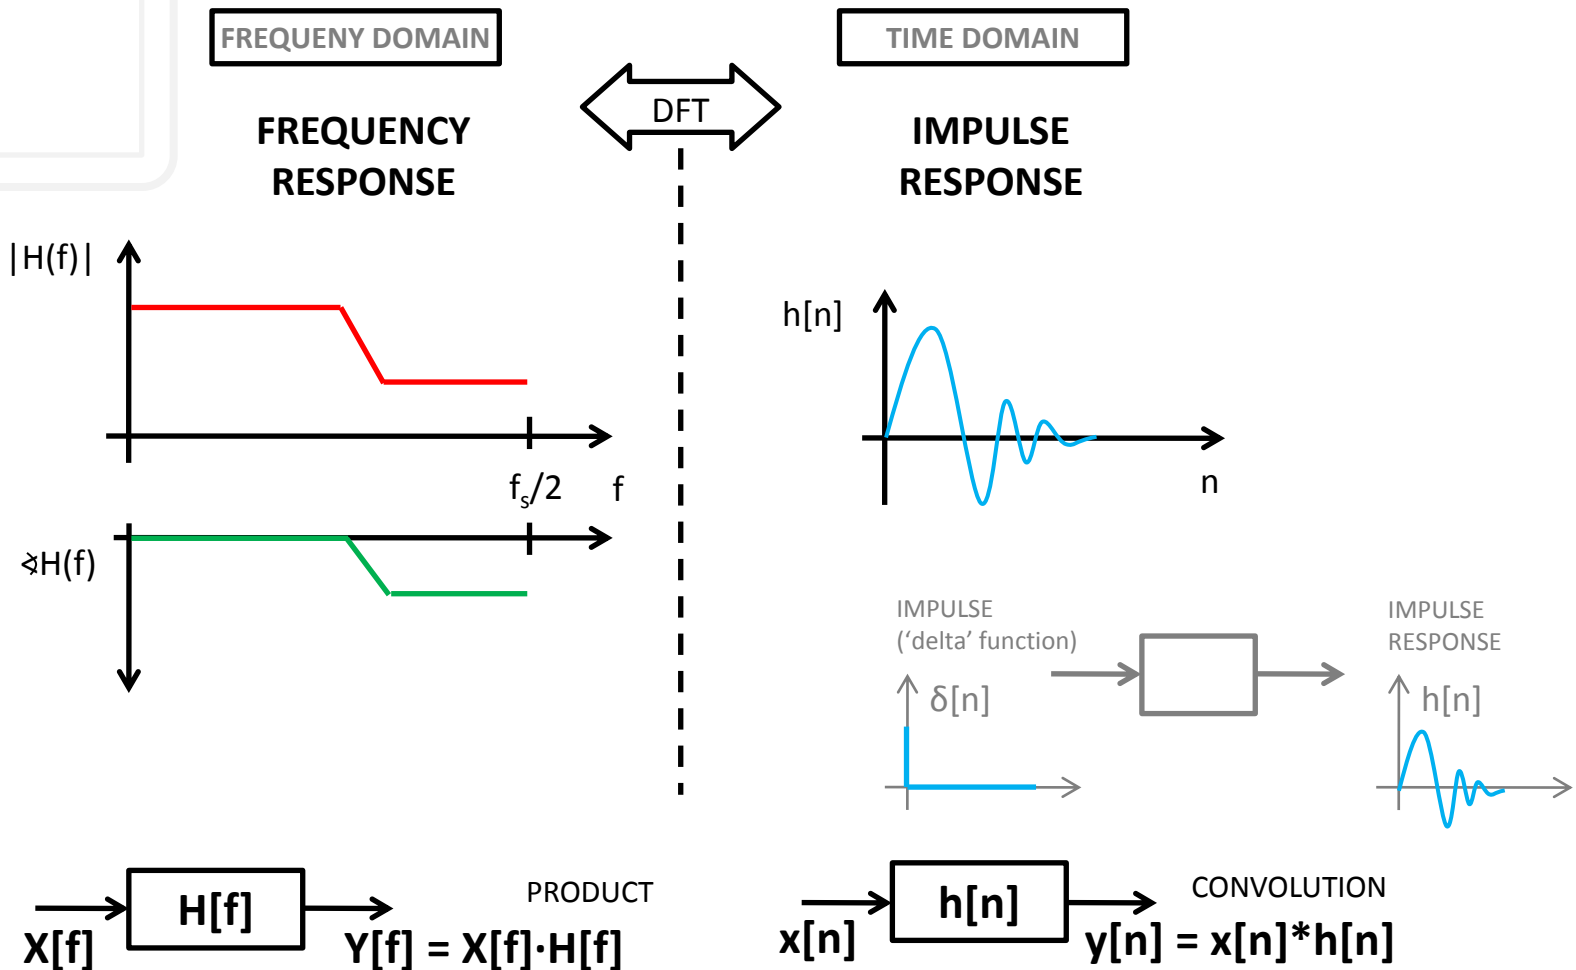 FREQUENY DOMAIN
TIME DOMAIN
DFT
FREQUENCY
RESPONSE
IMPULSE
RESPONSE
|H(f)|
fs/2
f
∢H(f)
h[n]
n
IMPULSE
('delta' function)
δ[n]
IMPULSE
RESPONSE
h[n]
X[f]
H[f]
PRODUCT
Y[f] = X[f]·H[f]
x[n]
h[n]
CONVOLUTION
y[n] = x[n]*h[n]